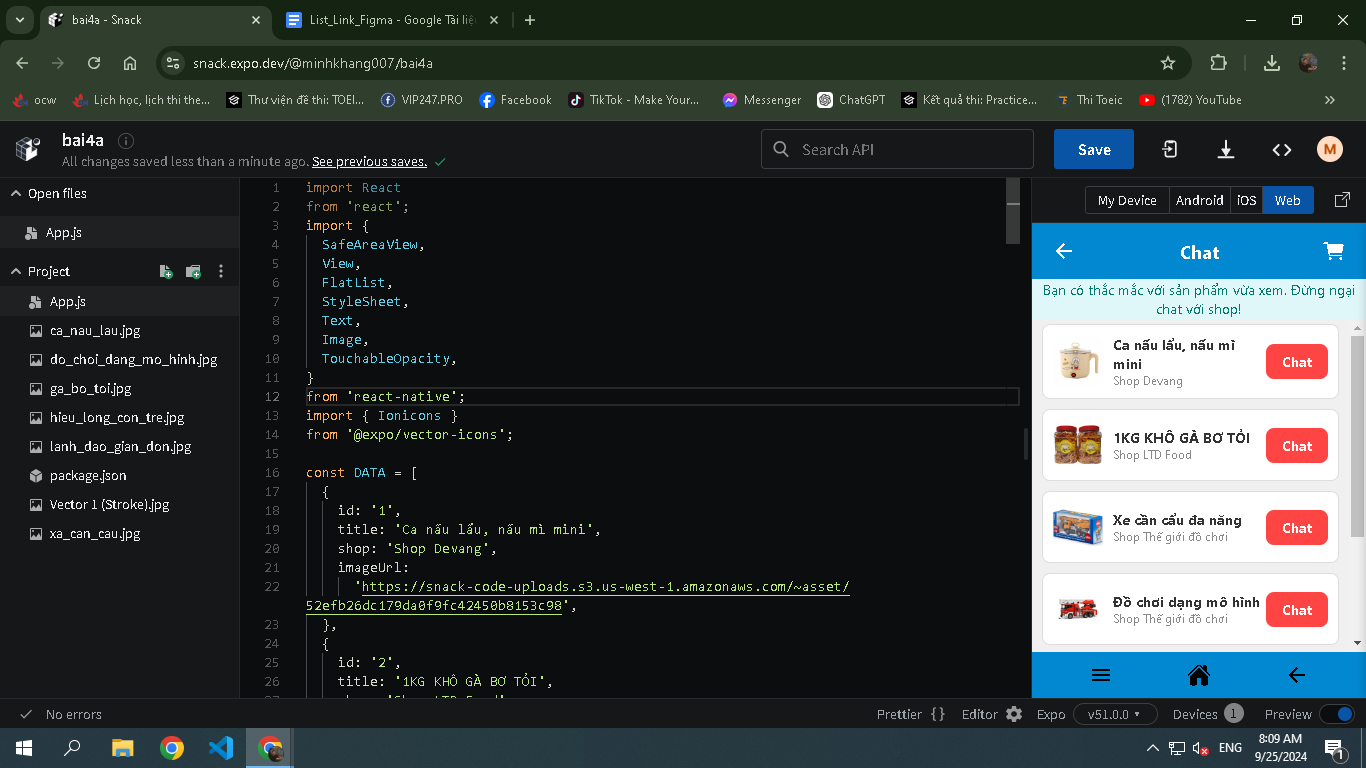 bai4a - Snack
List_Link_Figma - Google Tài liệ
snack.expo.dev/@minhkhang007/bai4a
ocw
Lịch học, lịch thi the...
Thư viện đề thi: TOEI...
VIP247.PRO
Facebook
TikTok - Make Your...
Messenger
ChatGPT
Kết quả thi: Practice...
Thi Toeic
(1782) YouTube
bai4a
All changes saved less than a minute ago. See previous saves.
Search API
Save
M
Open files
App.js
Project
App.js
ca_nau_lau.jpg
do_choi_dang_mo_hinh.jpg
ga_bo_toi.jpg
hieu_long_con_tre.jpg
lanh_dao_gian_don.jpg
package.json
Vector 1 (Stroke).jpg
xa_can_cau.jpg
1 import React
2 from 'react';
3 import {
4 SafeAreaView,
5 View,
6 FlatList,
7 StyleSheet,
8 Text,
9 Image,
10 TouchableOpacity,
11 }
12 from 'react-native';
13 import { Ionicons }
14 from '@expo/vector-icons';
15
16 const DATA = [
17 {
18 id: '1',
19 title: 'Ca nấu lẩu, nấu mì mini',
20 shop: 'Shop Devang',
21 imageUrl:
22 'https://snack-code-uploads.s3.us-west-1.amazonaws.com/~asset/
52efb26dc179da0f9fc42450b8153c98',
23 },
24 {
25 id: '2',
26 title: '1KG KHÔ GÀ BƠ TỎI',
My Device
Android
iOS
Web
Chat
Bạn có thắc mắc với sản phẩm vừa xem. Đừng ngại
chat với shop!
Ca nấu lẩu, nấu mì
mini
Shop Devang
Chat
1KG KHÔ GÀ BƠ TỎI
Shop LTD Food
Chat
Xe cần cẩu đa năng
Shop Thế giới đồ chơi
Chat
Đồ chơi dạng mô hình
Shop Thế giới đồ chơi
Chat
No errors
Prettier {}
Editor
Expo
v51.0.0
Devices 1
Preview
ENG
8:09 AM
9/25/2024
1